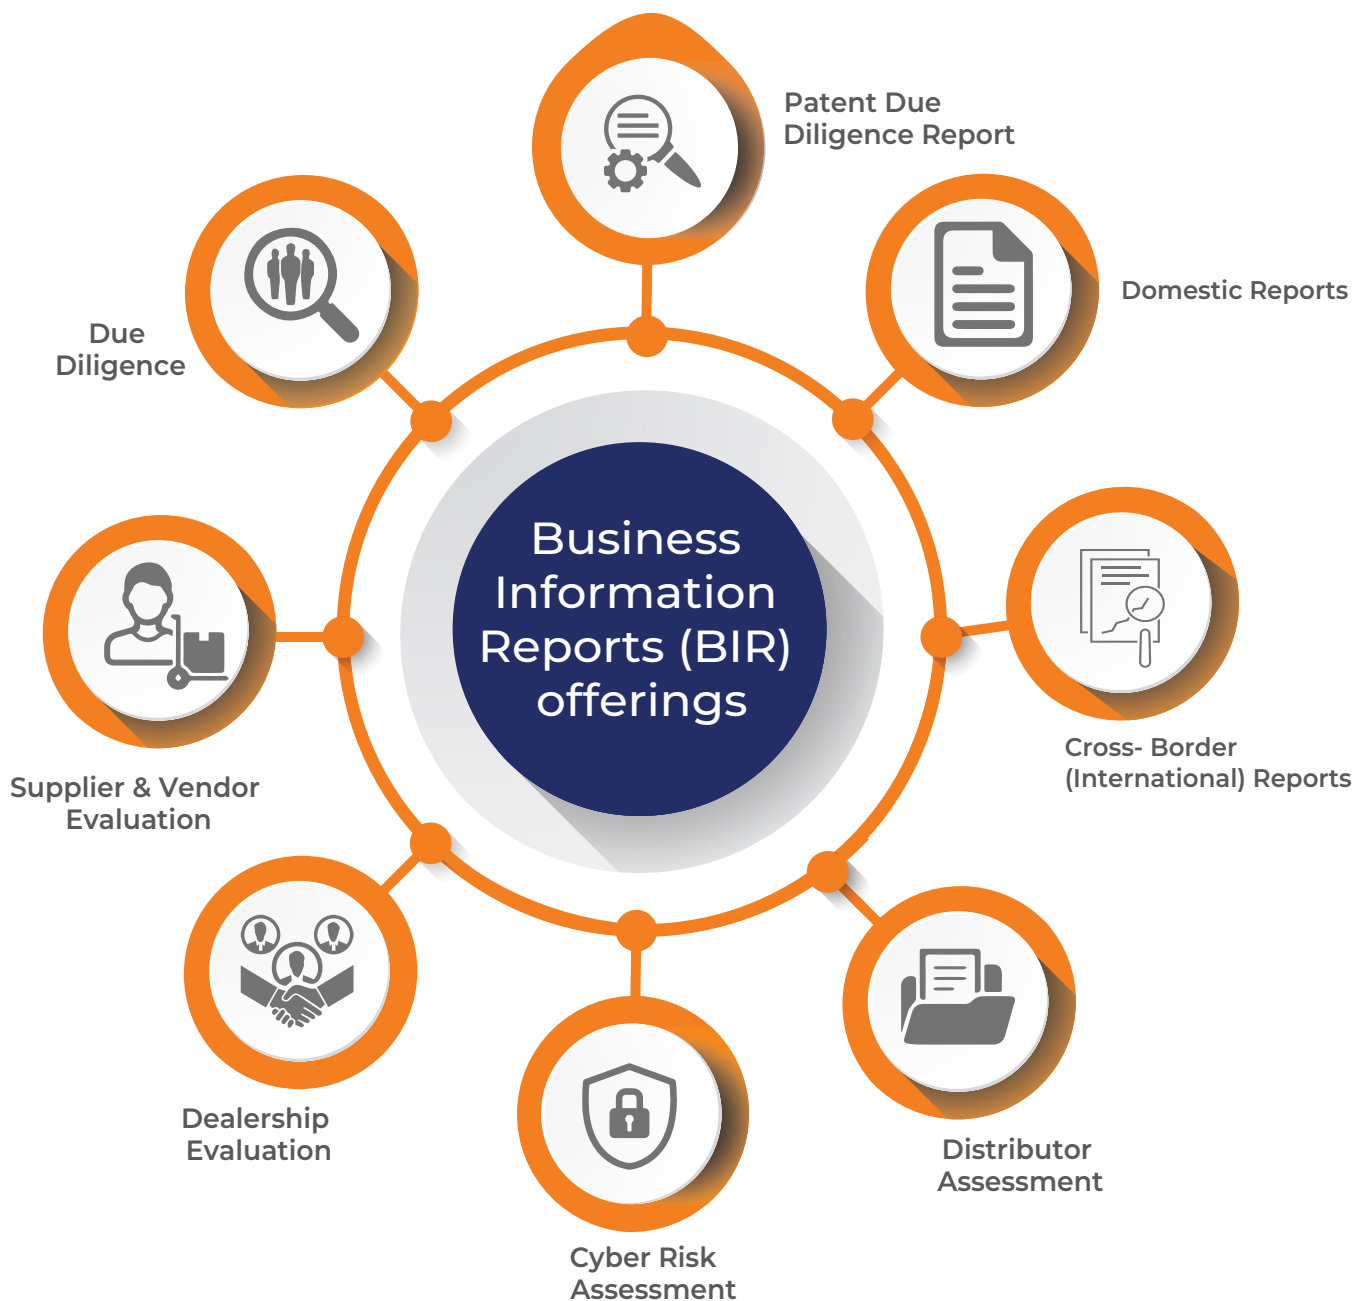 Patent Due
Diligence Report
Domestic Reports
Due
Diligence
Business
Information
Reports (BIR)
offerings
Cross- Border
(International) Reports
Supplier & Vendor
Evaluation
Dealership
Evaluation
Distributor
Assessment
Cyber Risk
Assessment